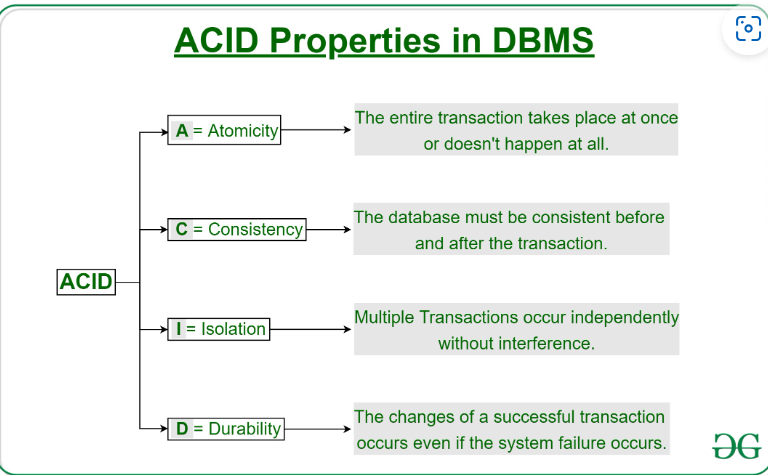 ACID Properties in DBMS
A = Atomicity
The entire transaction takes place at once
or doesn't happen at all.
C = Consistency
The database must be consistent before
and after the transaction.
ACID
I = Isolation
Multiple Transactions occur independently
without interference.
D = Durability
The changes of a successful transaction
occurs even if the system failure occurs.